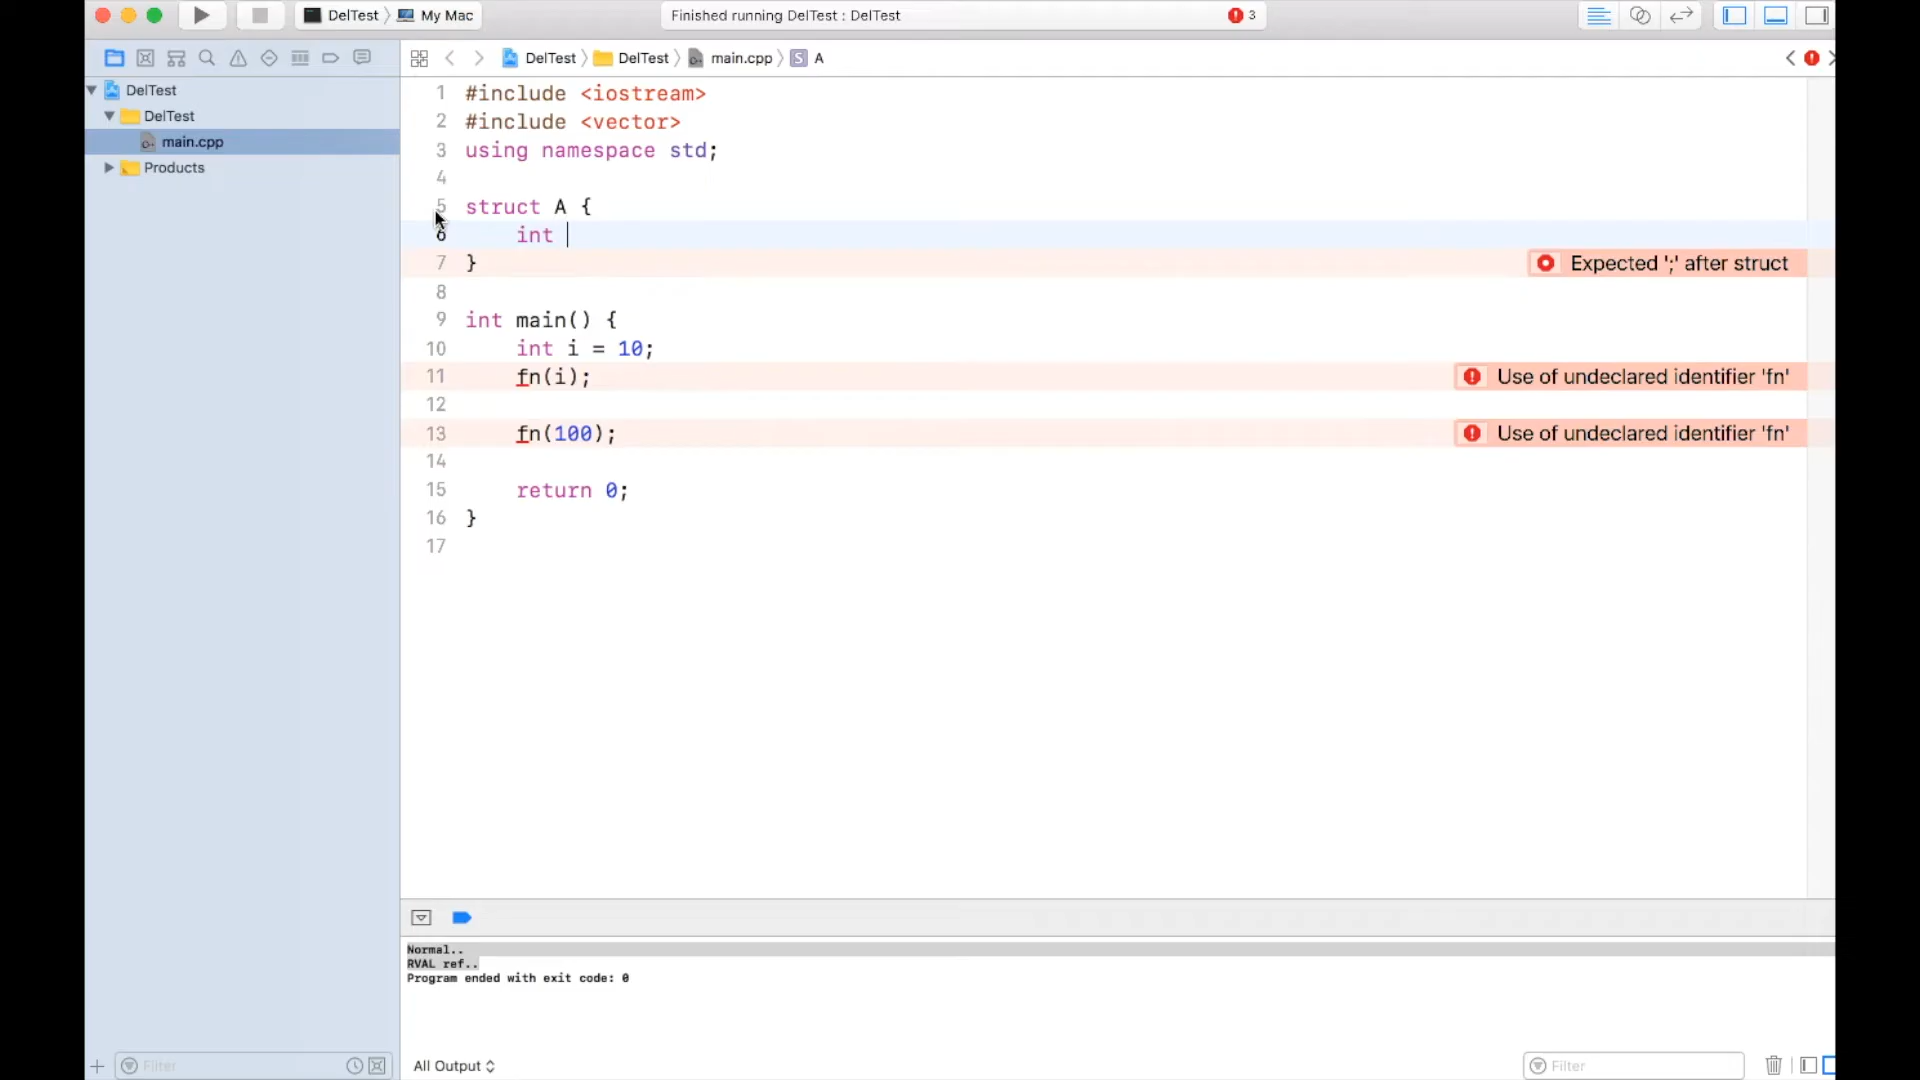 DelTest
My Mac
Finished running DelTest : DelTest
3
DelTest
DelTest
main.cpp
S
A
DelTest
DelTest
main.cpp
Products
1 #include <iostream>
2 #include <vector>
3 using namespace std;
4
5 struct A {
6 int
7 }
Expected ';' after struct
8
9 int main() {
10 int i = 10;
11 fn(i);
Use of undeclared identifier 'fn'
12
13 fn(100);
Use of undeclared identifier 'fn'
14
15 return 0;
16 }
17
Normal..
RVAL ref..
Program ended with exit code: 0
Filter
All Output
Filter